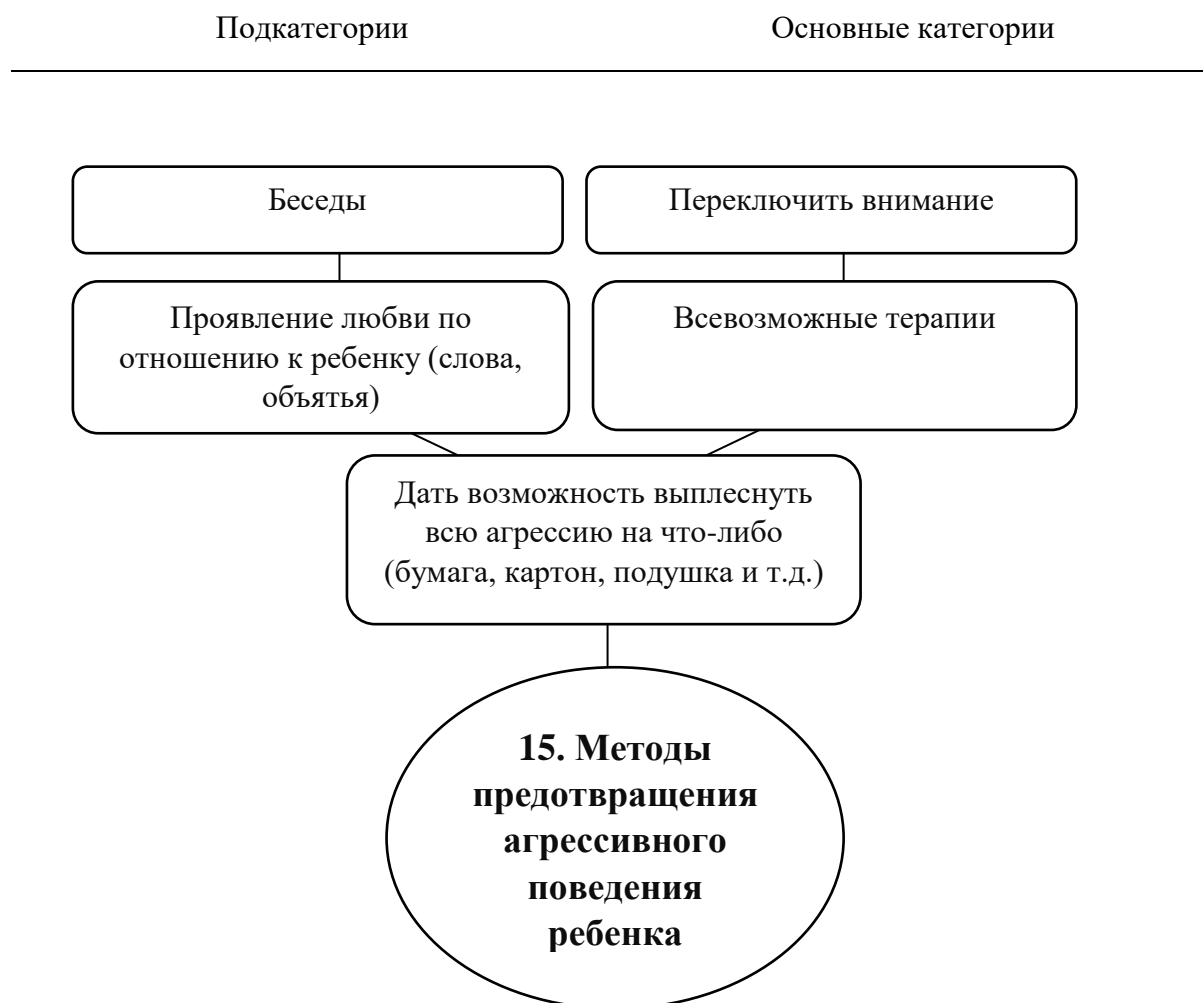 Подкатегории
Основные категории
Беседы
Переключить внимание
Проявление любви по
отношению к ребенку (слова,
объятья)
Всевозможные терапии
Дать возможность выплеснуть
всю агрессию на что-либо
(бумага, картон, подушка и т.д.)
15. Методы
предотвращения
агрессивного
поведения
ребенка